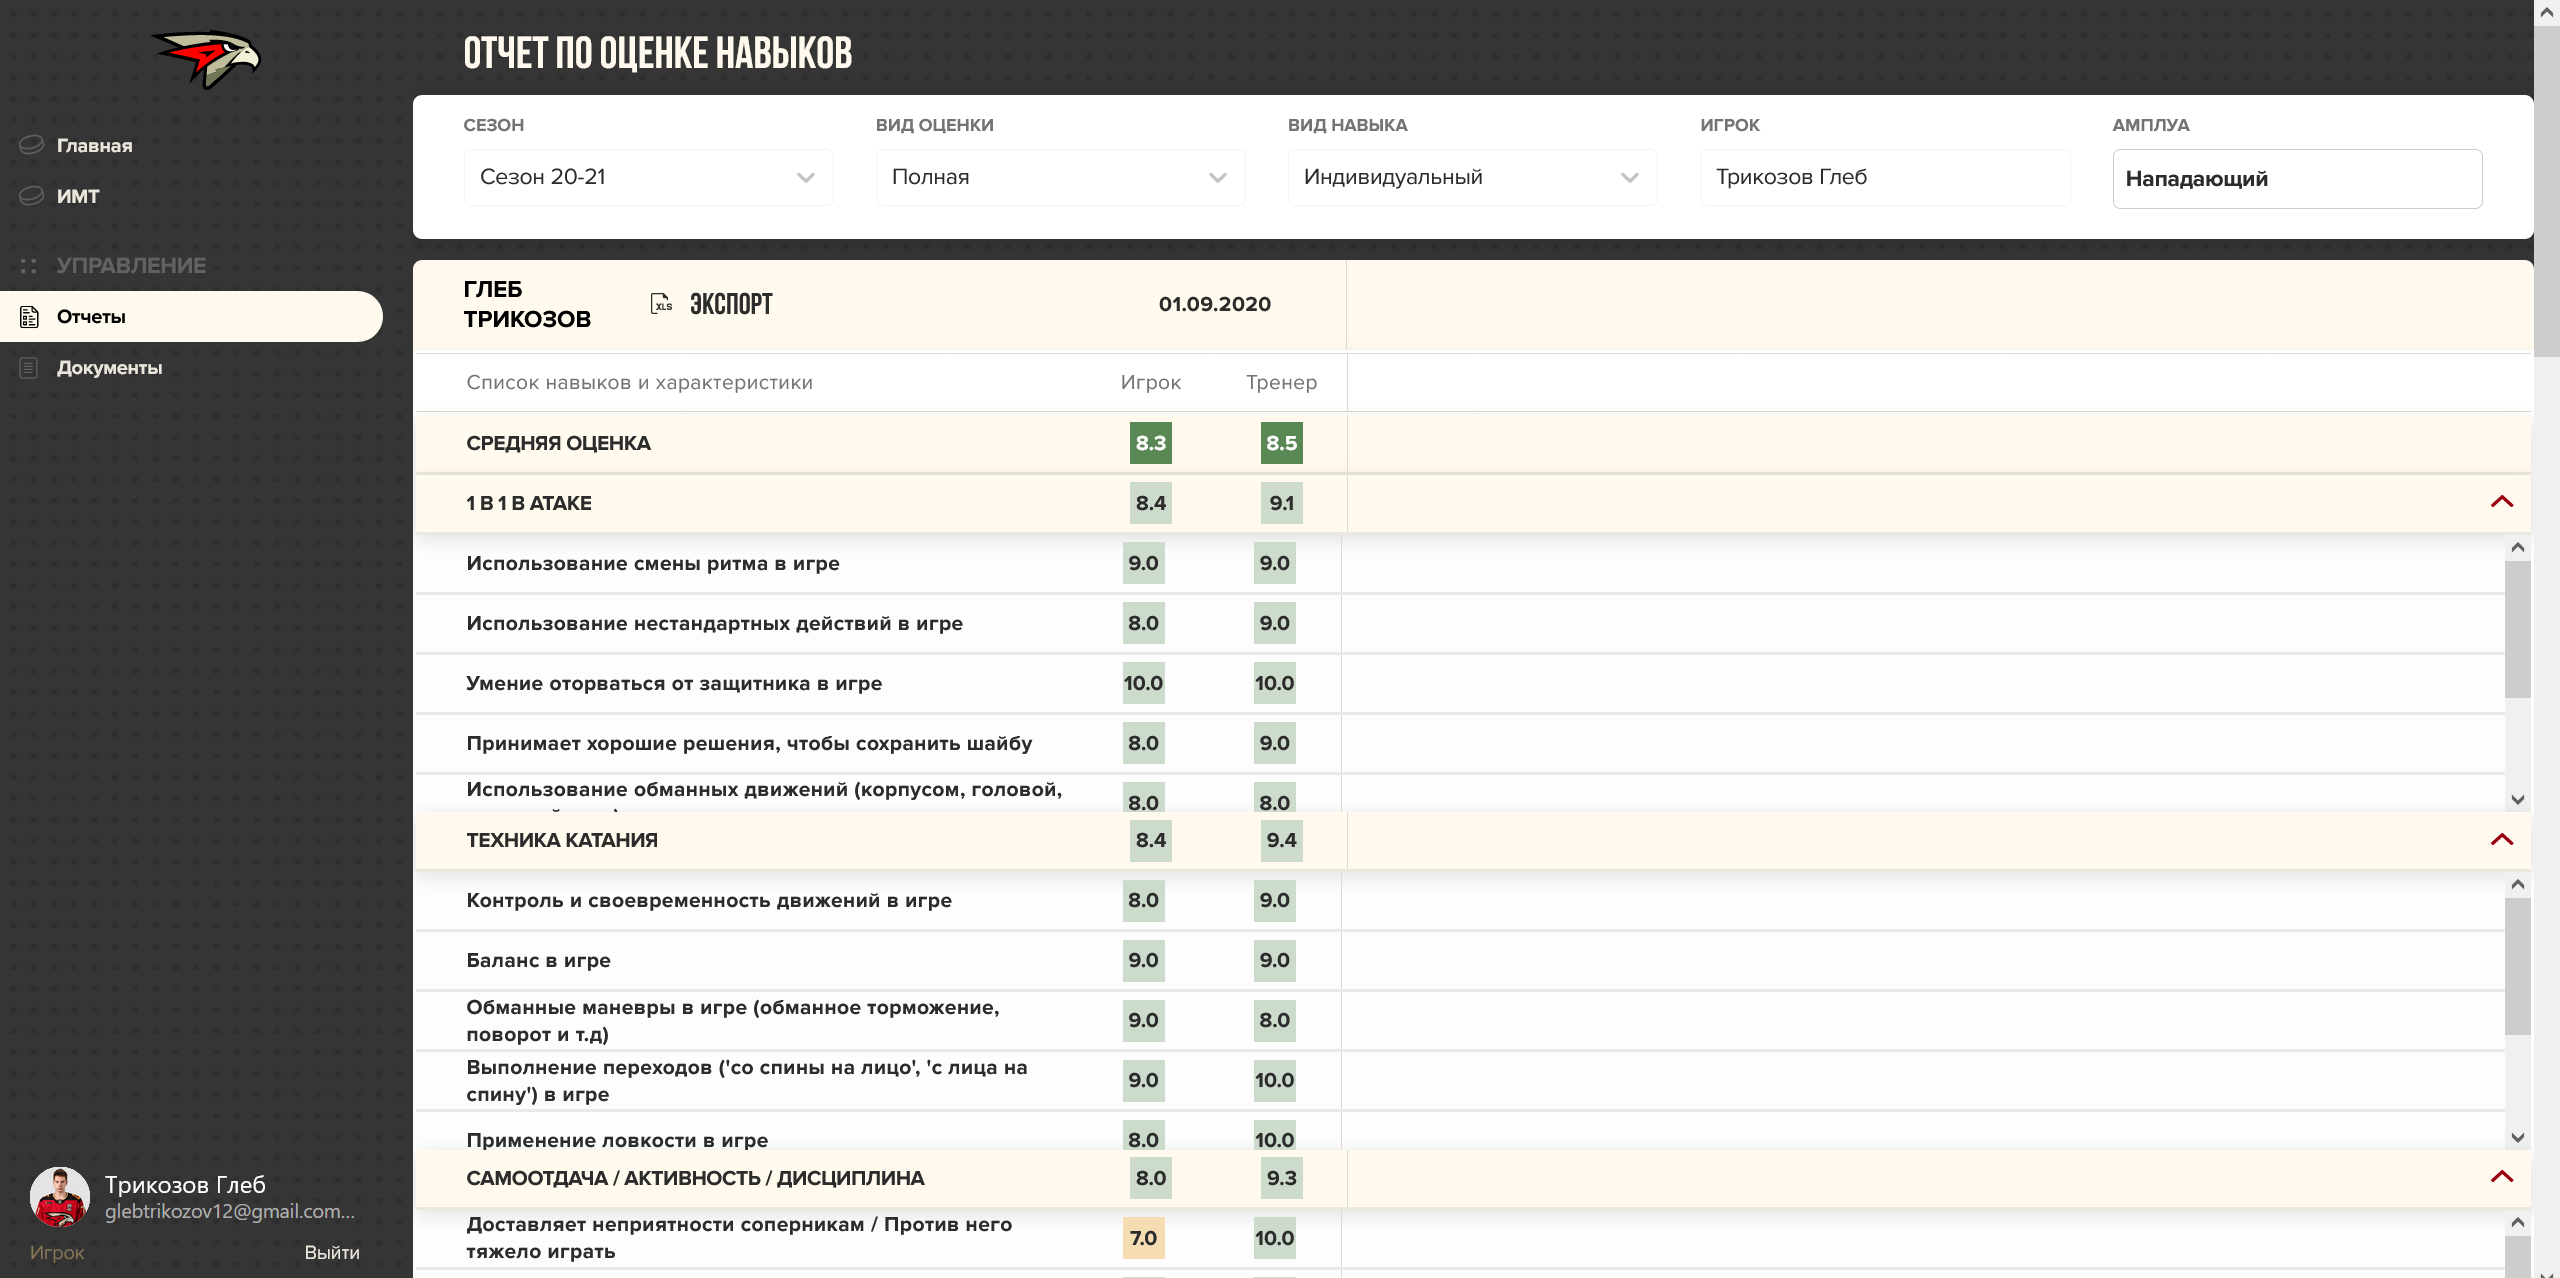 ОТЧЕТ ПО ОЦЕНКЕ НАВЫКОВ
Главная
ИМТ
УПРАВЛЕНИЕ
Отчеты
Документы
СЕЗОН ВИД ОЦЕНКИ ВИД НАВЫКА ИГРОК АМПЛУА
Сезон 20-21 Полная Индивидуальный Трикозов Глеб Нападающий
ГЛЕБ
ТРИКОЗОВ
XLS ЭКСПОРТ 01.09.2020
Список навыков и характеристики Игрок Тренер
СРЕДНЯЯ ОЦЕНКА 8.3 8.5
1 В 1 В АТАКЕ 8.4 9.1
Использование смены ритма в игре 9.0 9.0
Использование нестандартных действий в игре 8.0 9.0
Умение оторваться от защитника в игре 10.0 10.0
Принимает хорошие решения, чтобы сохранить шайбу 8.0 9.0
Использование обманных движений (корпусом, головой, 8.0 8.0
ТЕХНИКА КАТАНИЯ 8.4 9.4
Контроль и своевременность движений в игре 8.0 9.0
Баланс в игре 9.0 9.0
Обманные маневры в игре (обманное торможение,
поворот и т.д) 9.0 8.0
Выполнение переходов ('со спины на лицо', 'с лица на
спину') в игре 9.0 10.0
Применение ловкости в игре 8.0 10.0
САМООТДАЧА / АКТИВНОСТЬ / ДИСЦИПЛИНА 8.0 9.3
Доставляет неприятности соперникам / Против него
тяжело играть 7.0 10.0
Трикозов Глеб
glebtrikozov12@gmail.com...
Игрок Выйти